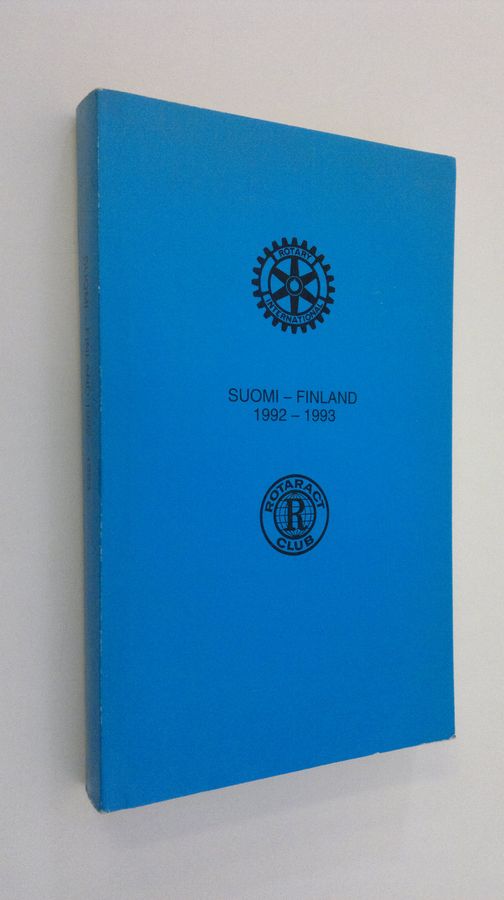 ROTARY
INTERNATIONAL
SUOMI – FINLAND
1992 – 1993
ROTARACT
R
CLUB
SUOMI – FINLAND 1992 – 1993